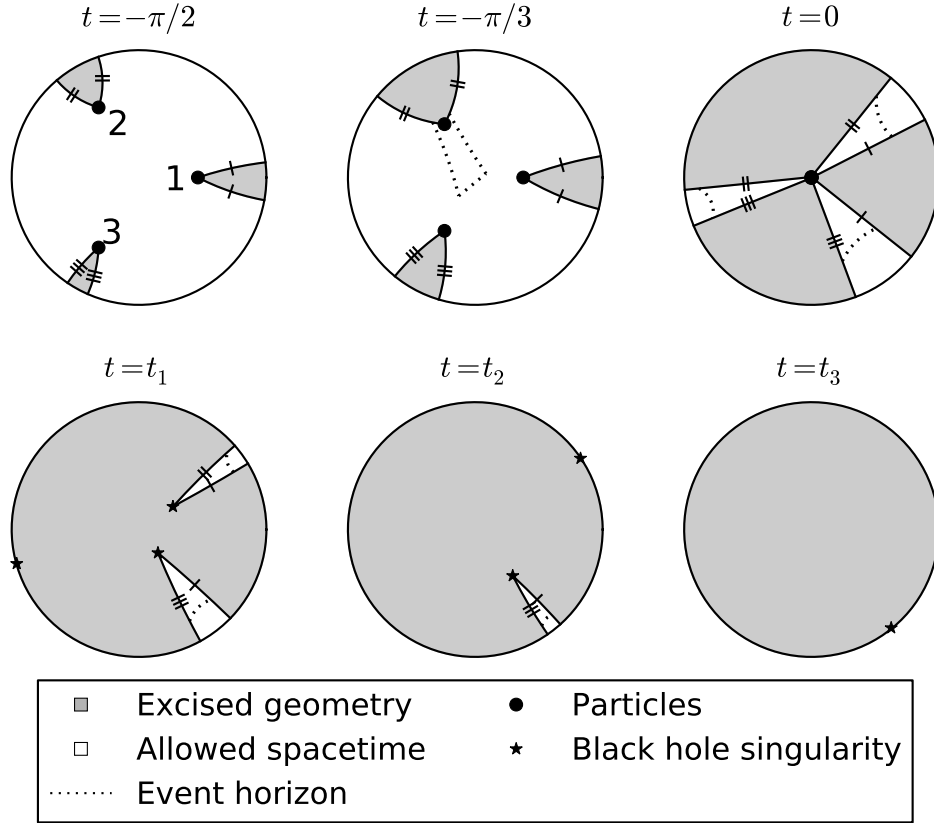 t=−π/2 t=−π/3 t=0
2
1
3
t=t₁ t=t₂ t=t₃
Excised geometry Particles
Allowed spacetime Black hole singularity
Event horizon